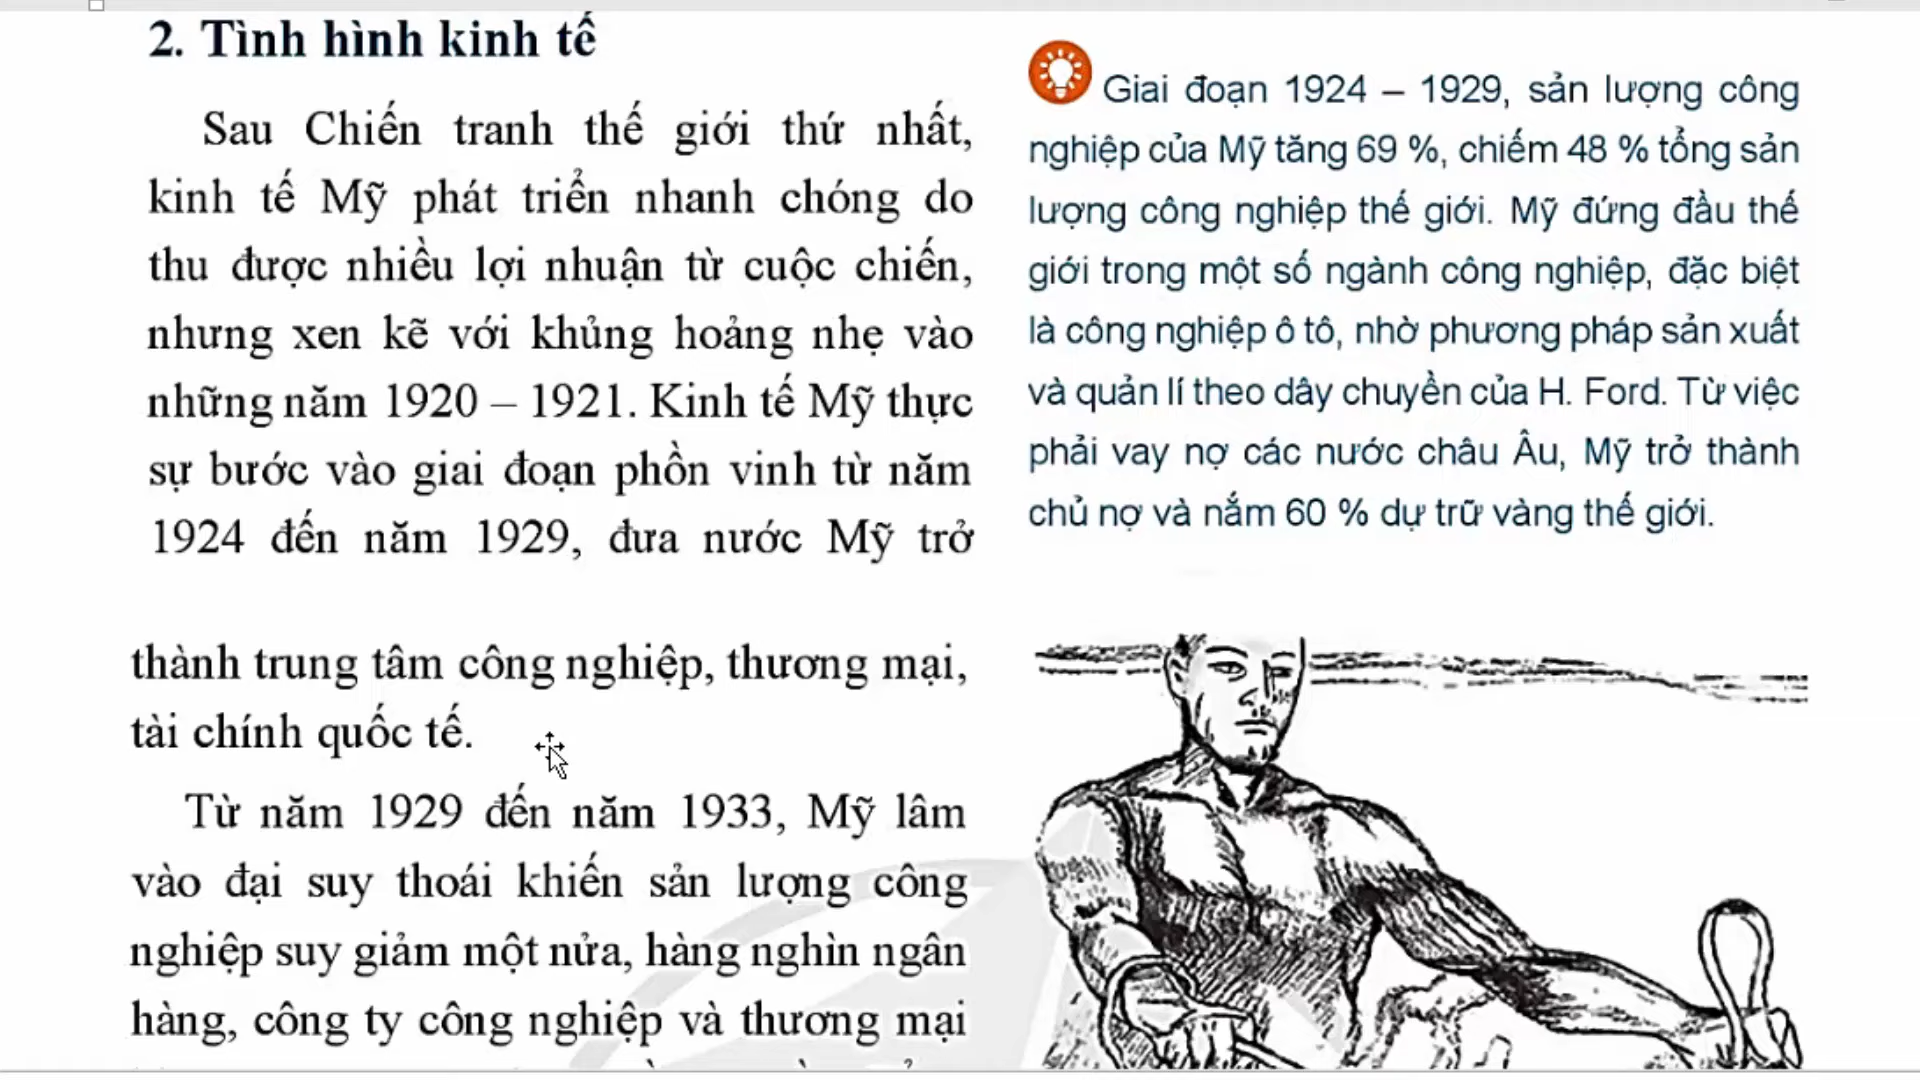 2. Tình hình kinh tế
Sau Chiến tranh thế giới thứ nhất,
kinh tế Mỹ phát triển nhanh chóng do
thu được nhiều lợi nhuận từ cuộc chiến,
nhưng xen kẽ với khủng hoảng nhẹ vào
những năm 1920 – 1921. Kinh tế Mỹ thực
sự bước vào giai đoạn phồn vinh từ năm
1924 đến năm 1929, đưa nước Mỹ trở
thành trung tâm công nghiệp, thương mại,
tài chính quốc tế.
Từ năm 1929 đến năm 1933, Mỹ lâm
vào đại suy thoái khiến sản lượng công
nghiệp suy giảm một nửa, hàng nghìn ngân
hàng, công ty công nghiệp và thương mại
Giai đoạn 1924 – 1929, sản lượng công
nghiệp của Mỹ tăng 69 %, chiếm 48 % tổng sản
lượng công nghiệp thế giới. Mỹ đứng đầu thế
giới trong một số ngành công nghiệp, đặc biệt
là công nghiệp ô tô, nhờ phương pháp sản xuất
và quản lí theo dây chuyền của H. Ford. Từ việc
phải vay nợ các nước châu Âu, Mỹ trở thành
chủ nợ và nắm 60 % dự trữ vàng thế giới.